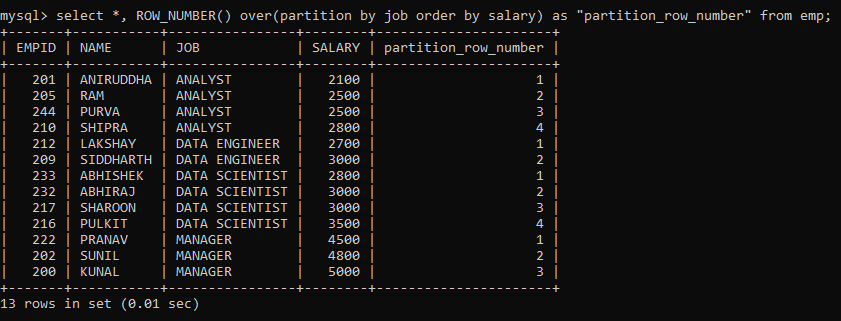 mysql> select *, ROW_NUMBER() over(partition by job order by salary) as "partition_row_number" from emp;
+-------+-----------+----------------+--------+----------------------+
| EMPID | NAME      | JOB            | SALARY | partition_row_number |
+-------+-----------+----------------+--------+----------------------+
|   201 | ANIRUDDHA | ANALYST        |   2100 |                    1 |
|   205 | RAM       | ANALYST        |   2500 |                    2 |
|   244 | PURVA     | ANALYST        |   2500 |                    3 |
|   210 | SHIPRA    | ANALYST        |   2800 |                    4 |
|   212 | LAKSHAY   | DATA ENGINEER  |   2700 |                    1 |
|   209 | SIDDHARTH | DATA ENGINEER  |   3000 |                    2 |
|   233 | ABHISHEK  | DATA SCIENTIST |   2800 |                    1 |
|   232 | ABHIRAJ   | DATA SCIENTIST |   3000 |                    2 |
|   217 | SHAROON   | DATA SCIENTIST |   3000 |                    3 |
|   216 | PULKIT    | DATA SCIENTIST |   3500 |                    4 |
|   222 | PRANAV    | MANAGER        |   4500 |                    1 |
|   202 | SUNIL     | MANAGER        |   4800 |                    2 |
|   200 | KUNAL     | MANAGER        |   5000 |                    3 |
+-------+-----------+----------------+--------+----------------------+
13 rows in set (0.01 sec)